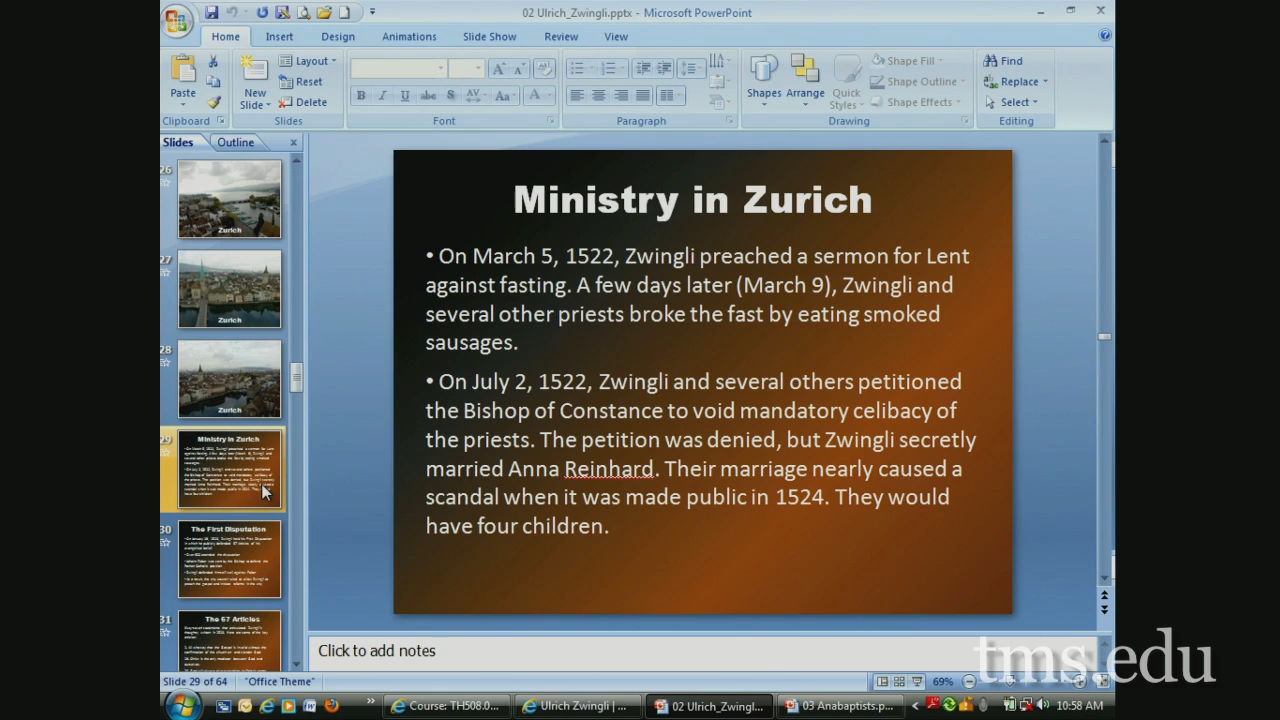 02 Ulrich_Zwingli.pptx - Microsoft PowerPoint
Home Insert Design Animations Slide Show Review View
Paste
Clipboard
New
Slide
Layout
Reset
Delete
Slides
B I U abc S AV Aa A
Font
Paragraph
Shapes
Arrange
Quick
Styles
Shape Fill
Shape Outline
Shape Effects
Drawing
Find
Replace
Select
Editing
Slides Outline
26
Zurich
27
Zurich
28
Zurich
29
Ministry in Zurich
30
The First Disputation
31
The 67 Articles
Ministry in Zurich
• On March 5, 1522, Zwingli preached a sermon for Lent
against fasting. A few days later (March 9), Zwingli and
several other priests broke the fast by eating smoked
sausages.
• On July 2, 1522, Zwingli and several others petitioned
the Bishop of Constance to void mandatory celibacy of
the priests. The petition was denied, but Zwingli secretly
married Anna Reinhard. Their marriage nearly caused a
scandal when it was made public in 1524. They would
have four children.
Click to add notes
tms.edu
Slide 29 of 64 "Office Theme" 69%
Course: TH508.0... Ulrich Zwingli | ... 02 Ulrich_Zwingl... 03 Anabaptists.p... 10:58 AM